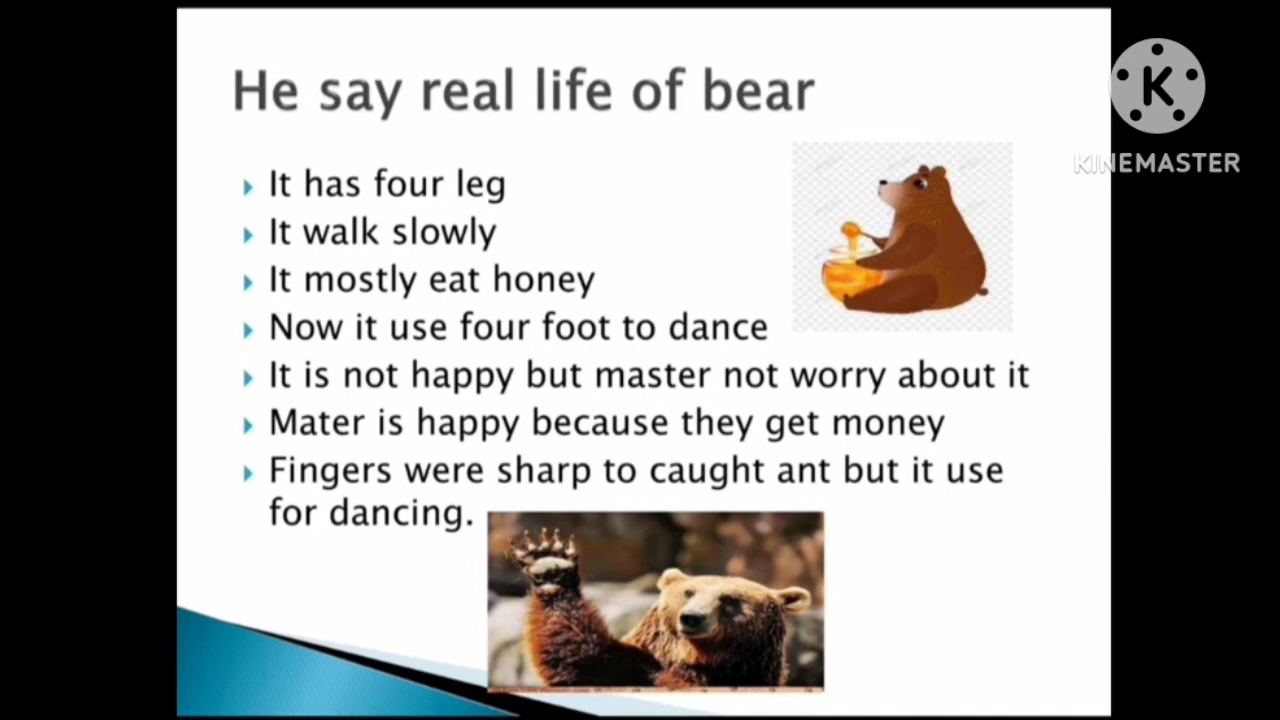 He say real life of bear
It has four leg
It walk slowly
It mostly eat honey
Now it use four foot to dance
It is not happy but master not worry about it
Mater is happy because they get money
Fingers were sharp to caught ant but it use
for dancing.
K
KINEMASTER